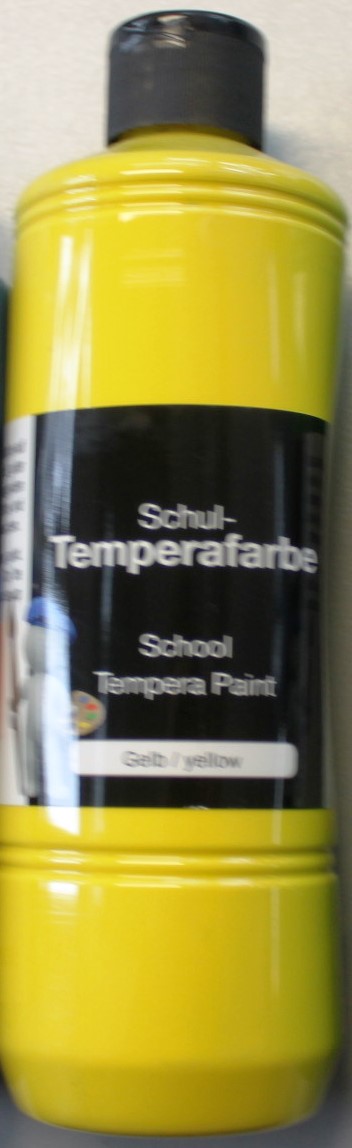 Schul-
Temperafarbe
School
Tempera Paint
Gelb / yellow